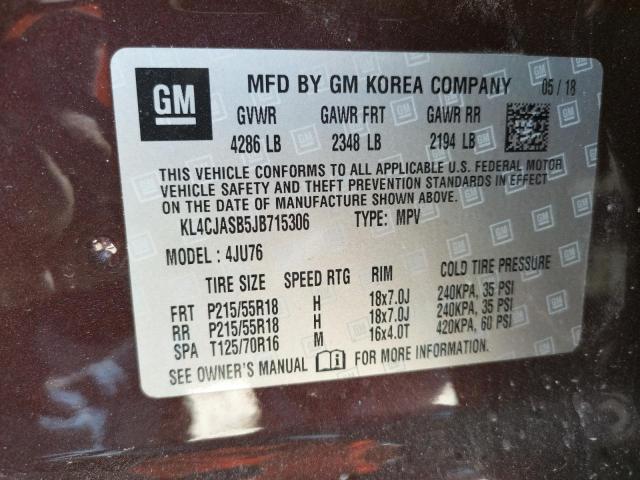 GM MFD BY GM KOREA COMPANY 05/18
GVWR GAWR FRT GAWR RR
4286 LB 2348 LB 2194 LB
THIS VEHICLE CONFORMS TO ALL APPLICABLE U.S. FEDERAL MOTOR
VEHICLE SAFETY AND THEFT PREVENTION STANDARDS IN EFFECT
ON THE DATE OF MANUFACTURE SHOWN ABOVE.
KL4CJASB5JB715306 TYPE: MPV
MODEL : 4JU76
TIRE SIZE SPEED RTG RIM COLD TIRE PRESSURE
FRT P215/55R18 H 18x7.0J 240KPA, 35 PSI
RR P215/55R18 H 18x7.0J 240KPA, 35 PSI
SPA T125/70R16 M 16x4.0T 420KPA, 60 PSI
SEE OWNER'S MANUAL FOR MORE INFORMATION.